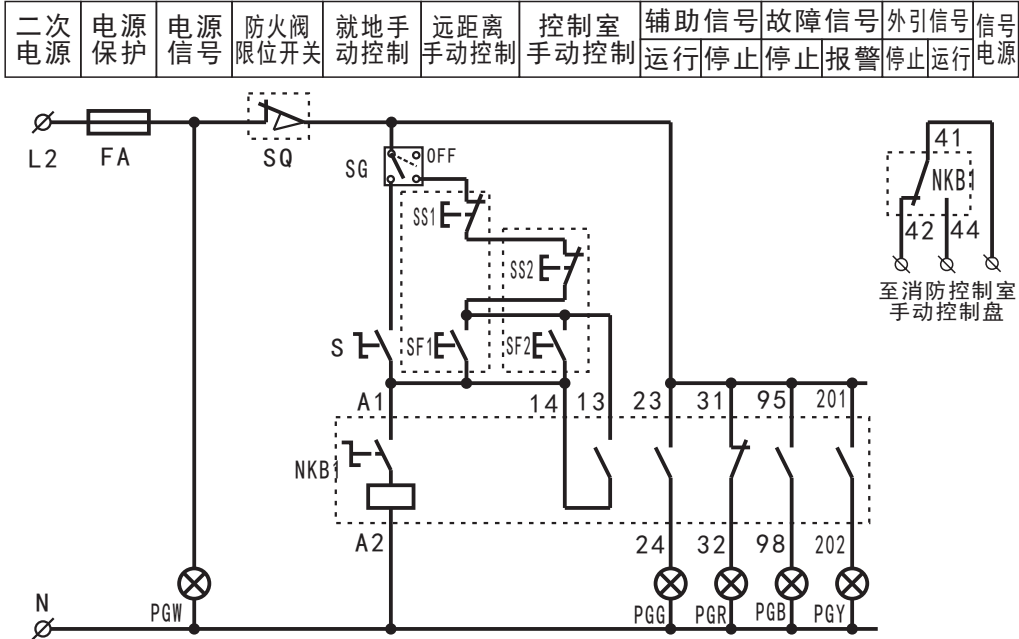 二次
电源
电源
保护
电源
信号
防火阀
限位开关
就地手
动控制
远距离
手动控制
控制室
手动控制
辅助信号
故障信号
外引信号
信号
电源
运行
停止
停止
报警
停止
运行
L2
FA
SQ
SG
OFF
41
NKB1
42
44
至消防控制室
手动控制盘
SS1
SS2
S
SF1
SF2
A1
14
13
23
31
95
201
NKB1
A2
24
32
98
202
N
PGW
PGG
PGR
PGB
PGY